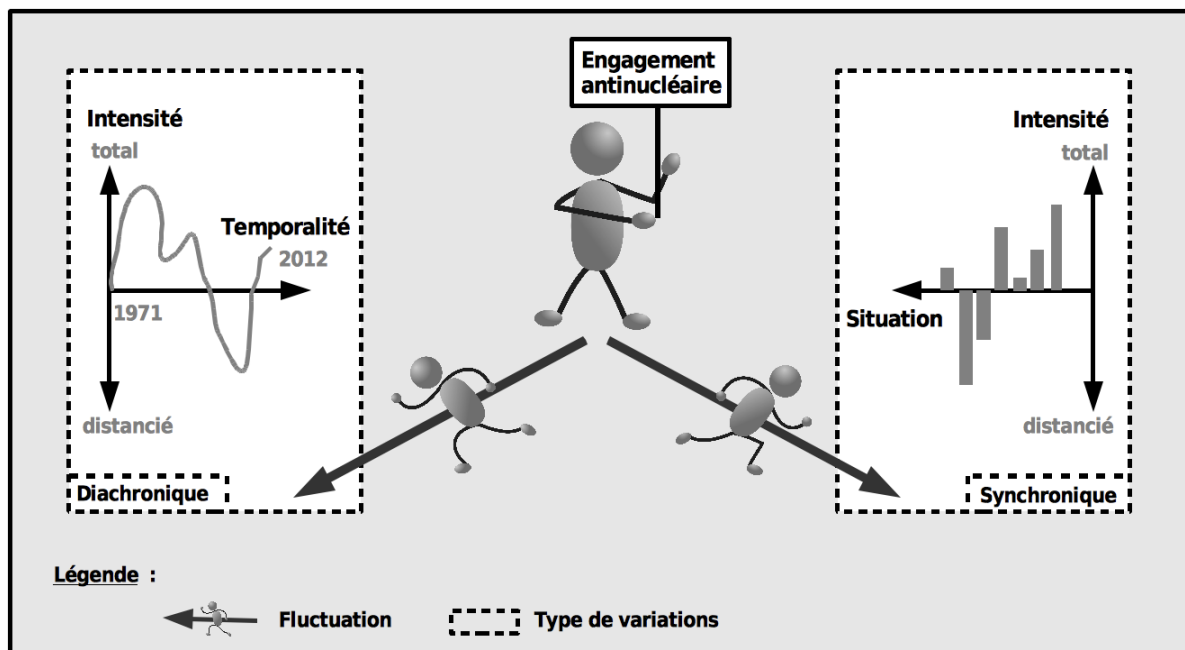 Engagement
antinucléaire
Intensité
total
Temporalité
2012
1971
distancié
Diachronique
Intensité
total
Situation
distancié
Synchronique
Légende :
Fluctuation
Type de variations